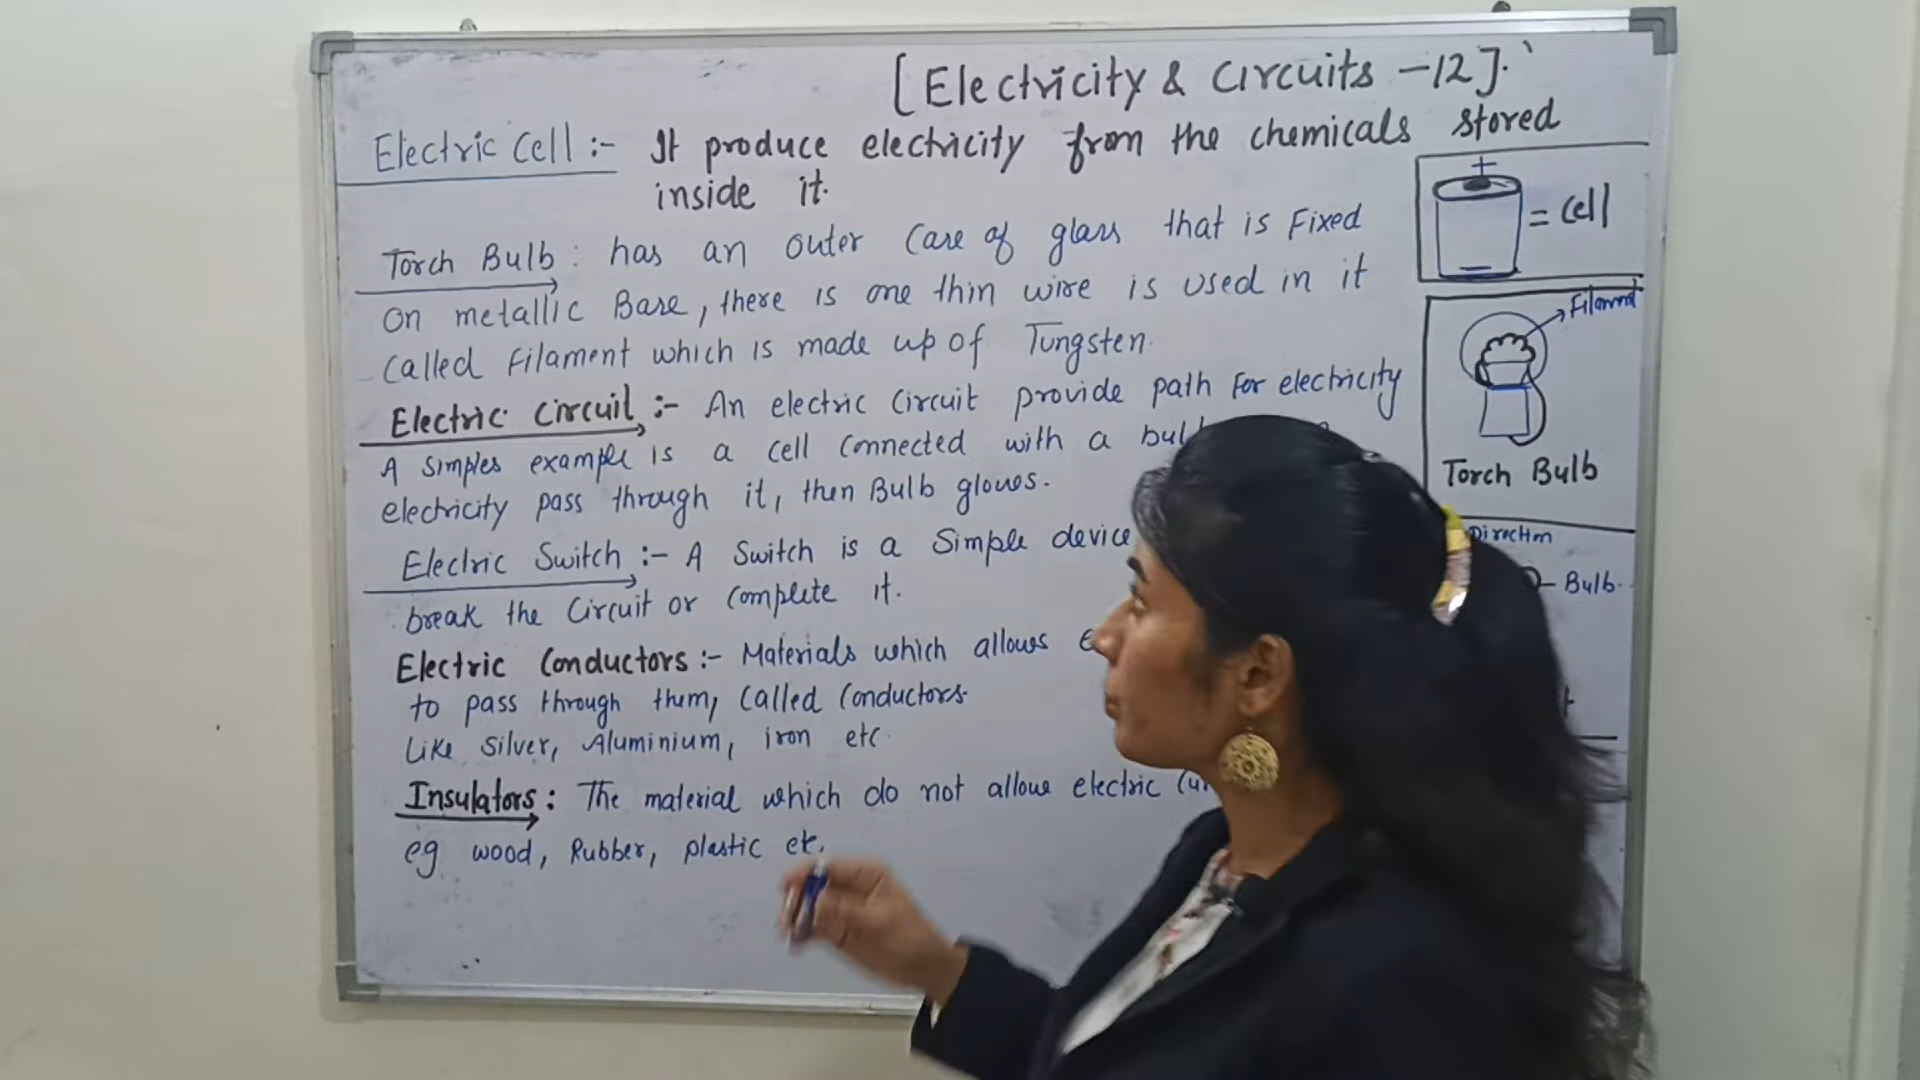 [Electricity & Circuits -12].
Electric Cell :- It produce electricity from the chemicals stored
inside it.
Torch Bulb : has an outer Case of glass that is Fixed
on metallic Base, there is one thin wire is used in it
Called Filament which is made up of Tungsten.
Electric Circuit :- An electric Circuit provide path For electricity
A simples example is a cell Connected with a
electricity pass through it, then Bulb glows.
Electric Switch :- A Switch is a Simple device
break the Circuit or Complete it.
Electric Conductors :- Materials which allows
to pass through them, Called Conductors.
Like Silver, Aluminium, iron etc.
Insulators : The material which do not allow electric
eg wood, Rubber, plastic etc.
+
= Cell
Filament
Torch Bulb
Direction
Bulb.